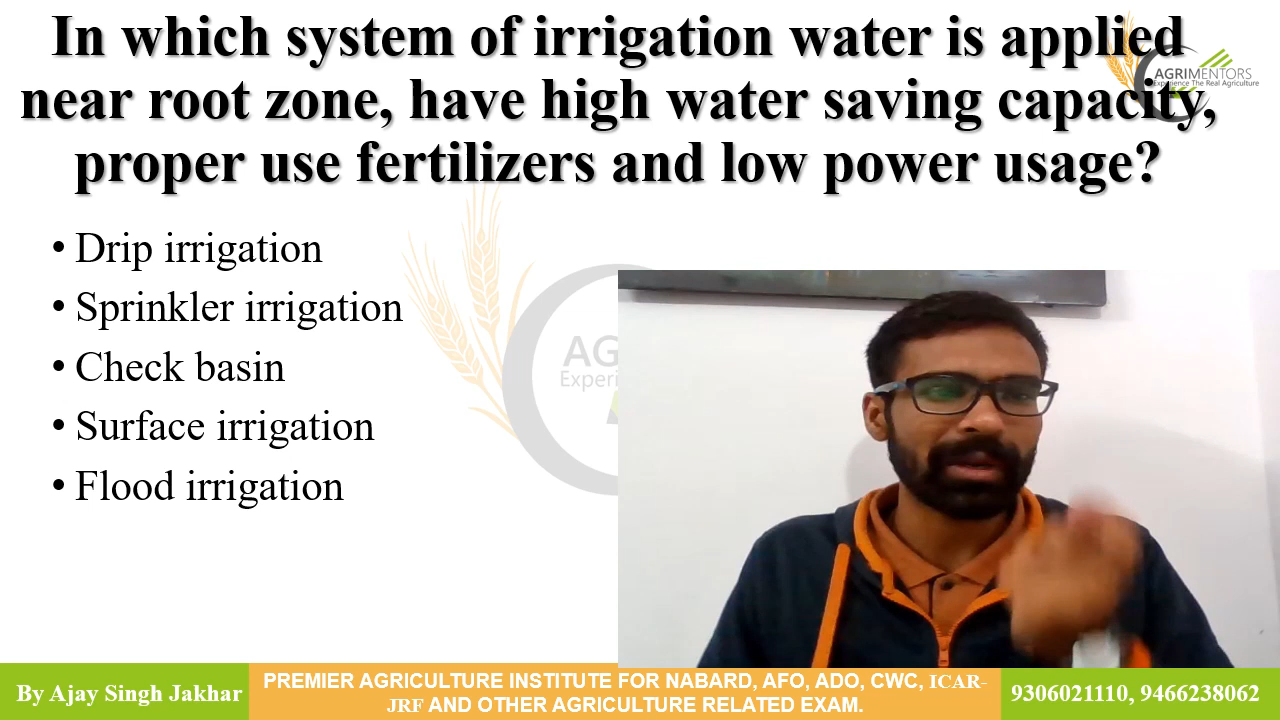 In which system of irrigation water is applied
near root zone, have high water saving capacity,
proper use fertilizers and low power usage?
AGRIMENTORS
Experience The Real Agriculture
• Drip irrigation
• Sprinkler irrigation
• Check basin
• Surface irrigation
• Flood irrigation
By Ajay Singh Jakhar
PREMIER AGRICULTURE INSTITUTE FOR NABARD, AFO, ADO, CWC, ICAR-
JRF AND OTHER AGRICULTURE RELATED EXAM.
9306021110, 9466238062